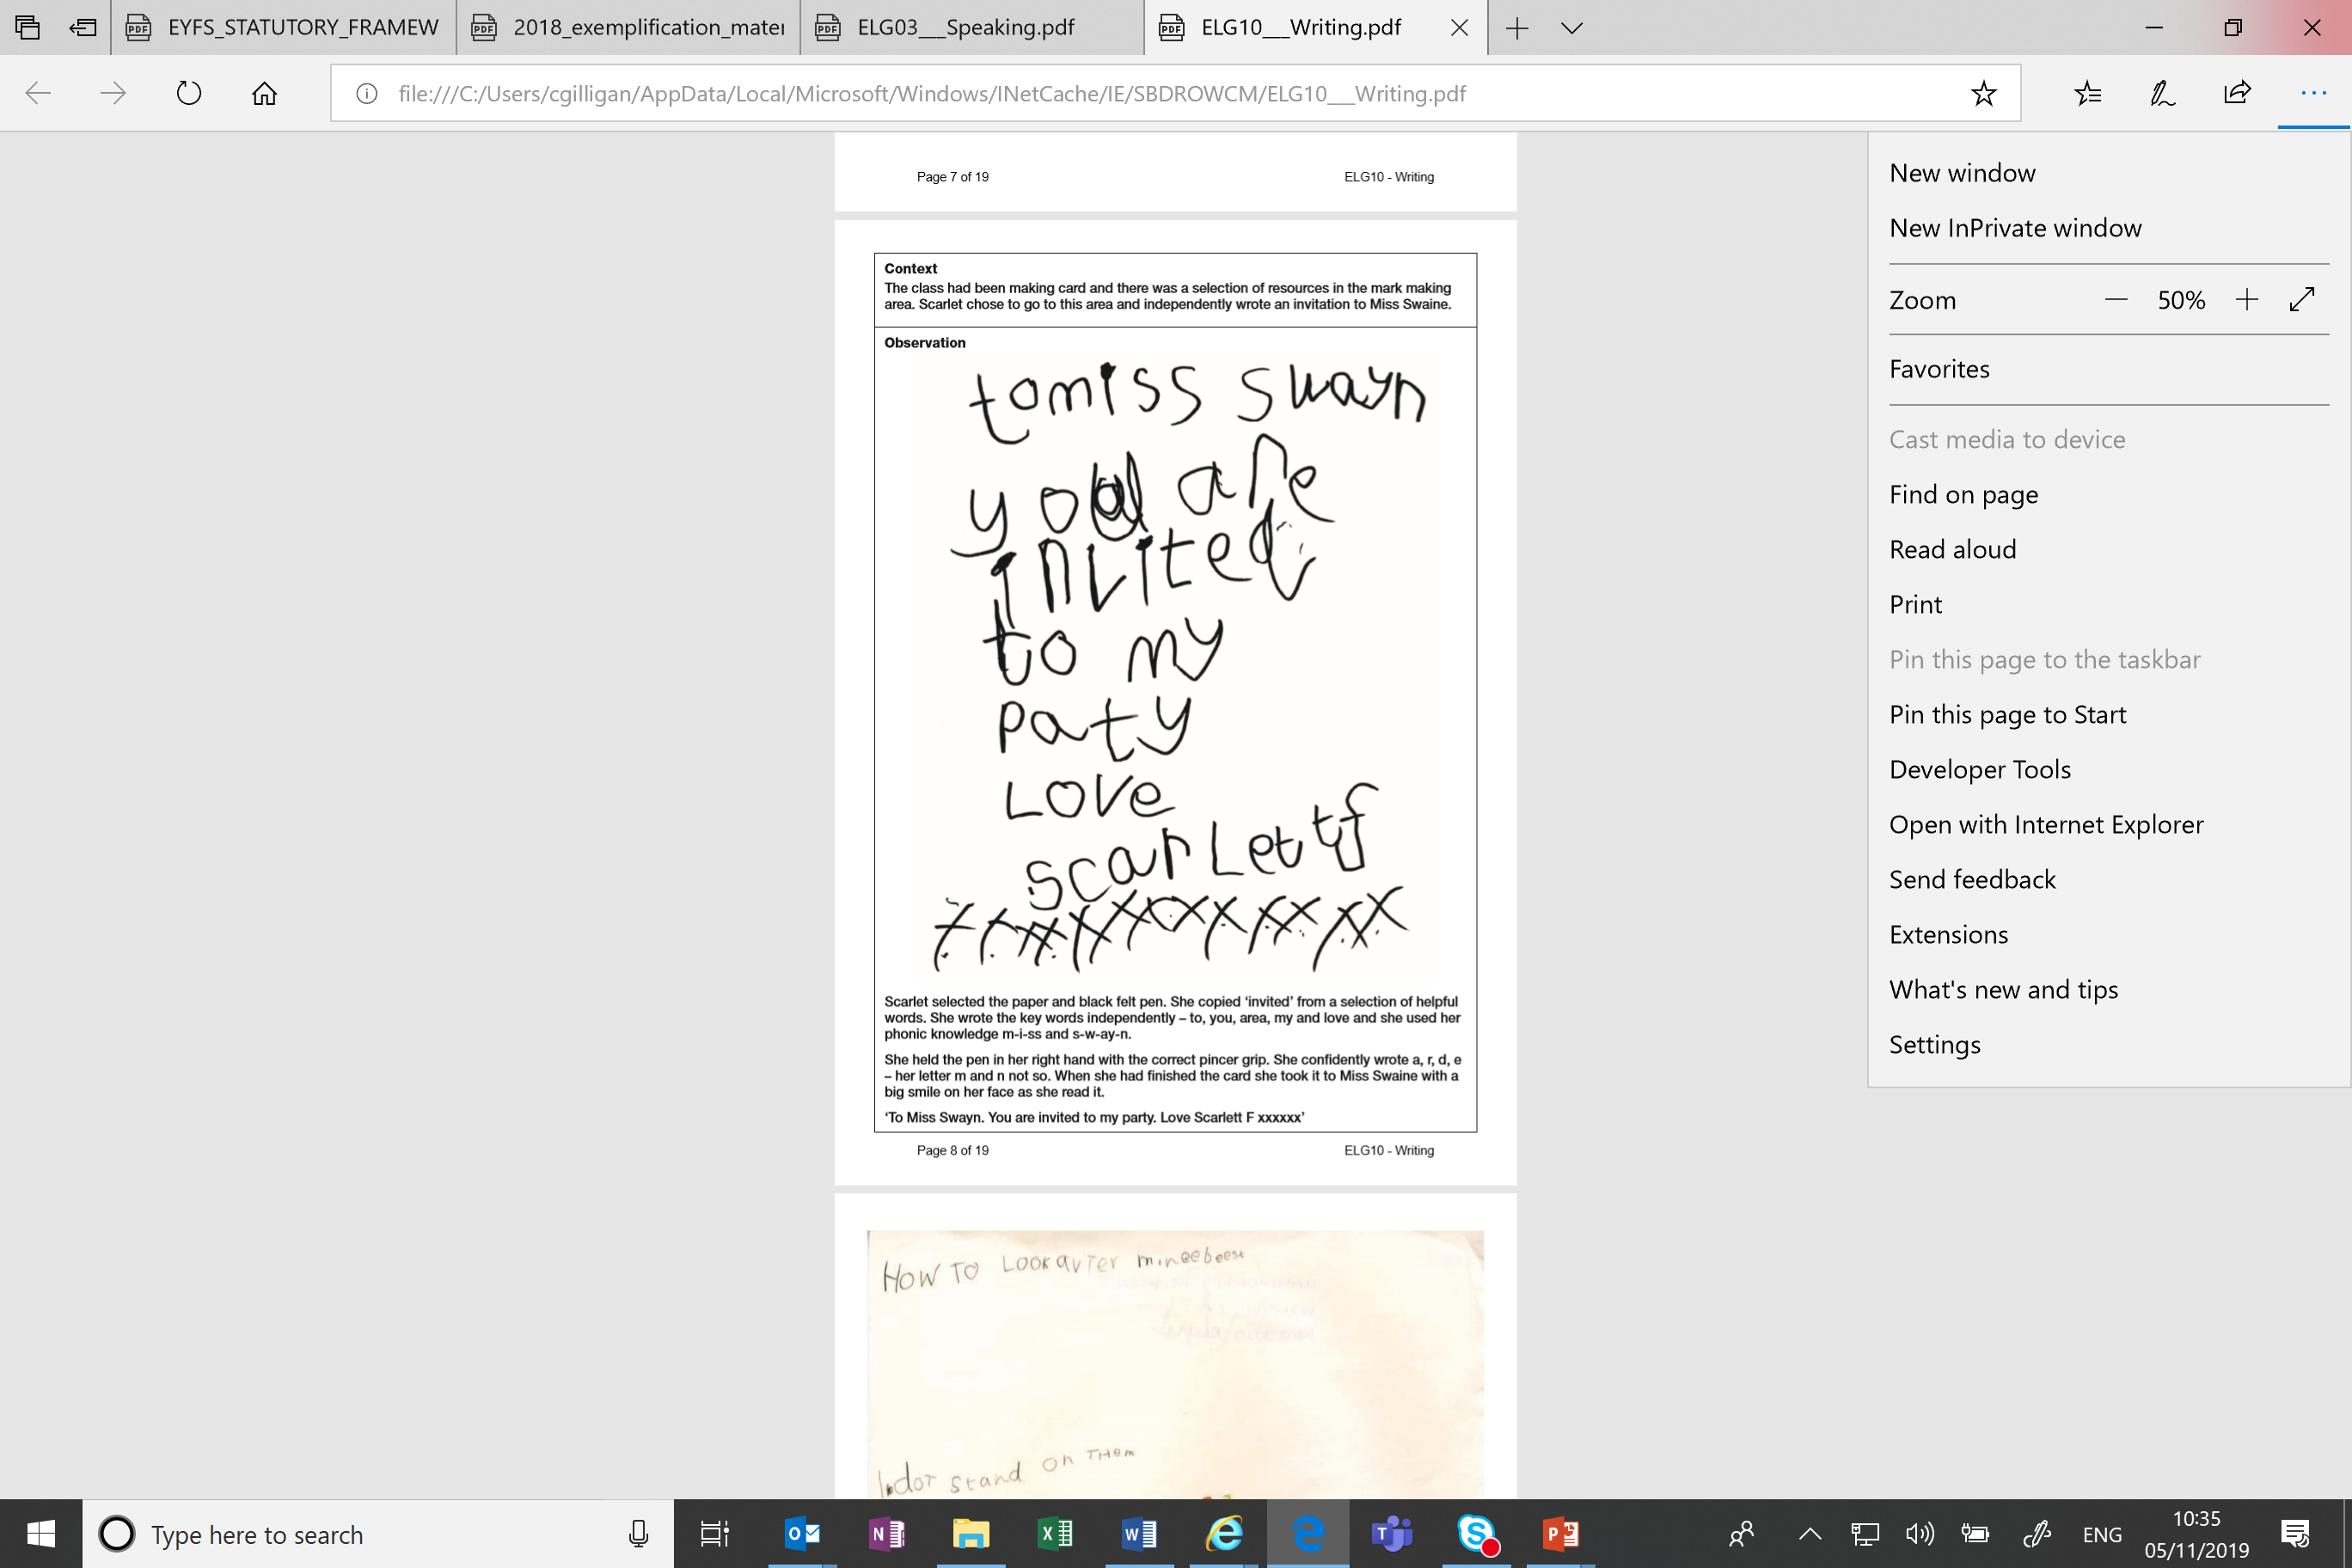 EYFS_STATUTORY_FRAMEW
2018_exemplification_mater
ELG03___Speaking.pdf
ELG10___Writing.pdf
file:///C:/Users/cgilligan/AppData/Local/Microsoft/Windows/INetCache/IE/SBDROWCM/ELG10___Writing.pdf
Page 7 of 19
ELG10 - Writing
Context
The class had been making card and there was a selection of resources in the mark making
area. Scarlet chose to go to this area and independently wrote an invitation to Miss Swaine.
Observation
to miss swayn
you are
invited
to my
paty
Love
scarLett f
xxxxxxxxxxx
Scarlet selected the paper and black felt pen. She copied ‘invited’ from a selection of helpful
words. She wrote the key words independently – to, you, area, my and love and she used her
phonic knowledge m-i-ss and s-w-ay-n.
She held the pen in her right hand with the correct pincer grip. She confidently wrote a, r, d, e
– her letter m and n not so. When she had finished the card she took it to Miss Swaine with a
big smile on her face as she read it.
‘To Miss Swayn. You are invited to my party. Love Scarlett F xxxxxx’
Page 8 of 19
ELG10 - Writing
HOW TO LOOK avTer mineebeest
1.dot stand on THem
New window
New InPrivate window
Zoom
50%
Favorites
Cast media to device
Find on page
Read aloud
Print
Pin this page to the taskbar
Pin this page to Start
Developer Tools
Open with Internet Explorer
Send feedback
Extensions
What's new and tips
Settings
Type here to search
ENG
10:35
05/11/2019